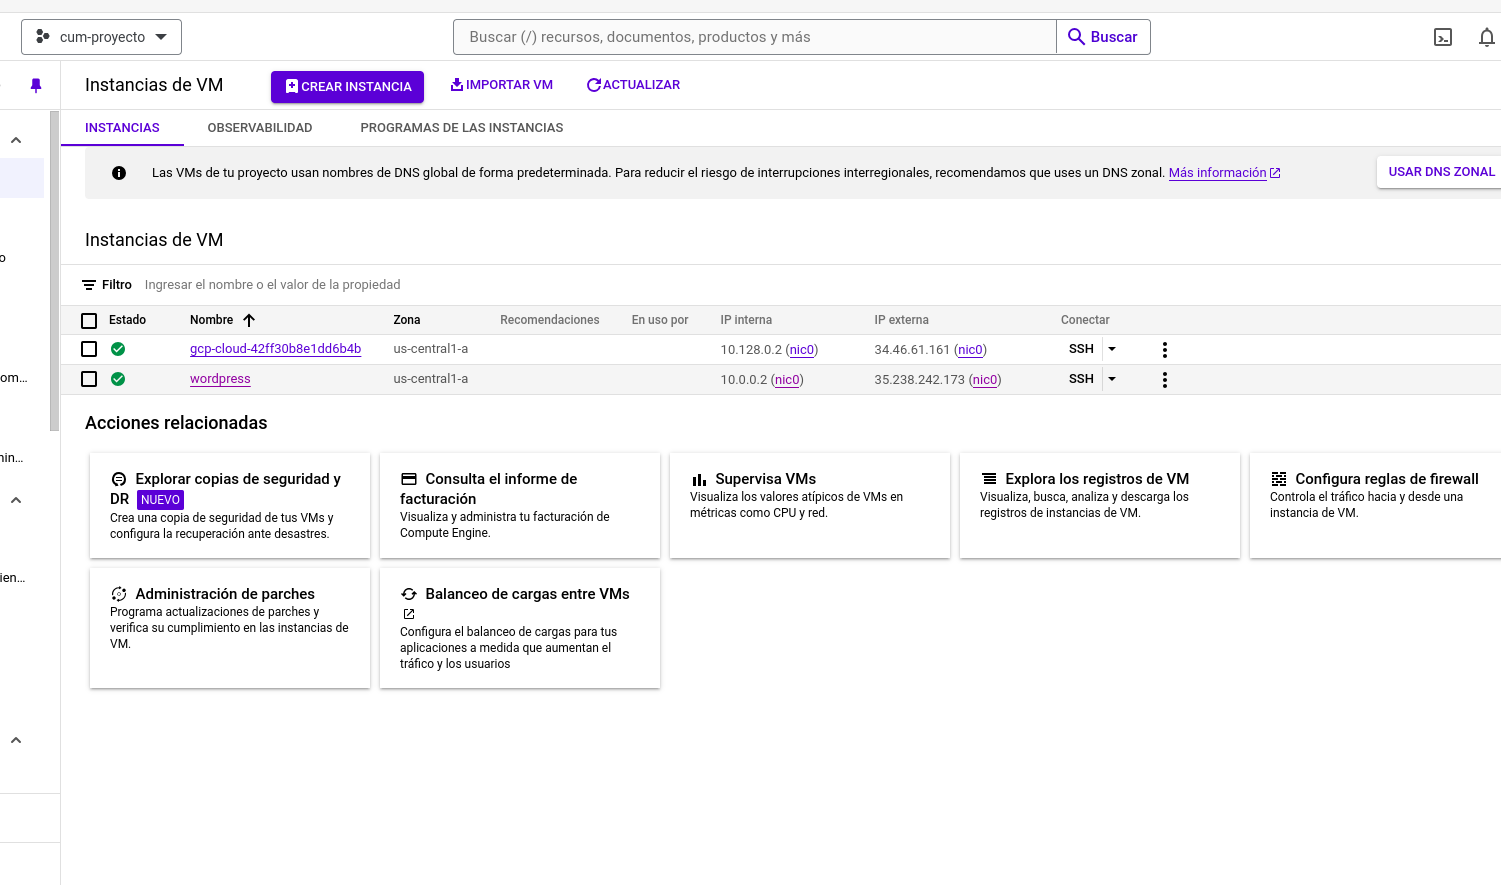 cum-proyecto
Buscar (/) recursos, documentos, productos y más
Buscar
Instancias de VM
CREAR INSTANCIA
IMPORTAR VM
ACTUALIZAR
INSTANCIAS
OBSERVABILIDAD
PROGRAMAS DE LAS INSTANCIAS
Las VMs de tu proyecto usan nombres de DNS global de forma predeterminada. Para reducir el riesgo de interrupciones interregionales, recomendamos que uses un DNS zonal. Más información
USAR DNS ZONAL
Instancias de VM
Filtro Ingresar el nombre o el valor de la propiedad
Estado Nombre Zona Recomendaciones En uso por IP interna IP externa Conectar
gcp-cloud-42ff30b8e1dd6b4b us-central1-a 10.128.0.2 (nic0) 34.46.61.161 (nic0) SSH
wordpress us-central1-a 10.0.0.2 (nic0) 35.238.242.173 (nic0) SSH
Acciones relacionadas
Explorar copias de seguridad y
DR NUEVO
Crea una copia de seguridad de tus VMs y
configura la recuperación ante desastres.
Consulta el informe de
facturación
Visualiza y administra tu facturación de
Compute Engine.
Supervisa VMs
Visualiza los valores atípicos de VMs en
métricas como CPU y red.
Explora los registros de VM
Visualiza, busca, analiza y descarga los
registros de instancias de VM.
Configura reglas de firewall
Controla el tráfico hacia y desde una
instancia de VM.
Administración de parches
Programa actualizaciones de parches y
verifica su cumplimiento en las instancias de
VM.
Balanceo de cargas entre VMs
Configura el balanceo de cargas para tus
aplicaciones a medida que aumentan el
tráfico y los usuarios
o
om...
nin...
ien...